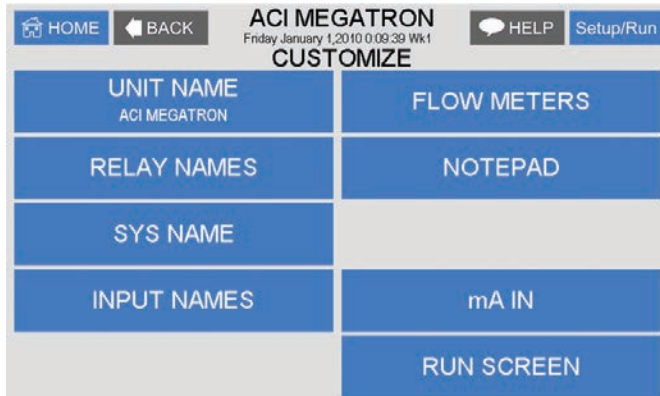 HOME
BACK
ACI MEGATRON
Friday January 1,2010 0:09:39 Wk1
CUSTOMIZE
HELP
Setup/Run
UNIT NAME
ACI MEGATRON
FLOW METERS
RELAY NAMES
NOTEPAD
SYS NAME
INPUT NAMES
mA IN
RUN SCREEN